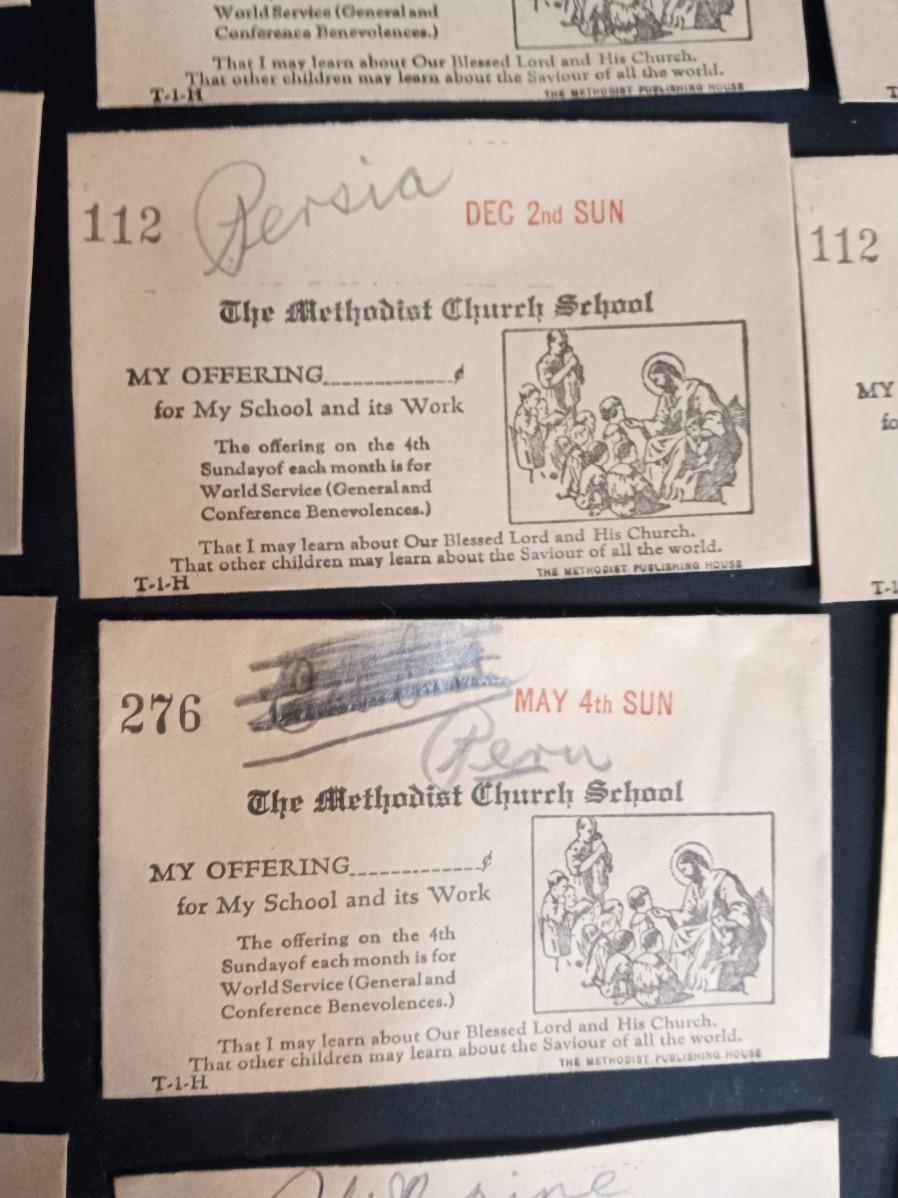 World Service (General and
Conference Benevolences.)
That I may learn about Our Blessed Lord and His Church.
That other children may learn about the Saviour of all the world.
T-1-H
THE METHODIST PUBLISHING HOUSE
112
Persia
DEC 2nd SUN
The Methodist Church School
MY OFFERING ¢
for My School and its Work
The offering on the 4th
Sunday of each month is for
World Service (General and
Conference Benevolences.)
That I may learn about Our Blessed Lord and His Church.
That other children may learn about the Saviour of all the world.
THE METHODIST PUBLISHING HOUSE
T-1-H
112
MY
276
MAY 4th SUN
Peru
The Methodist Church School
MY OFFERING ¢
for My School and its Work
The offering on the 4th
Sunday of each month is for
World Service (General and
Conference Benevolences.)
That I may learn about Our Blessed Lord and His Church.
That other children may learn about the Saviour of all the world.
THE METHODIST PUBLISHING HOUSE
T-1-H